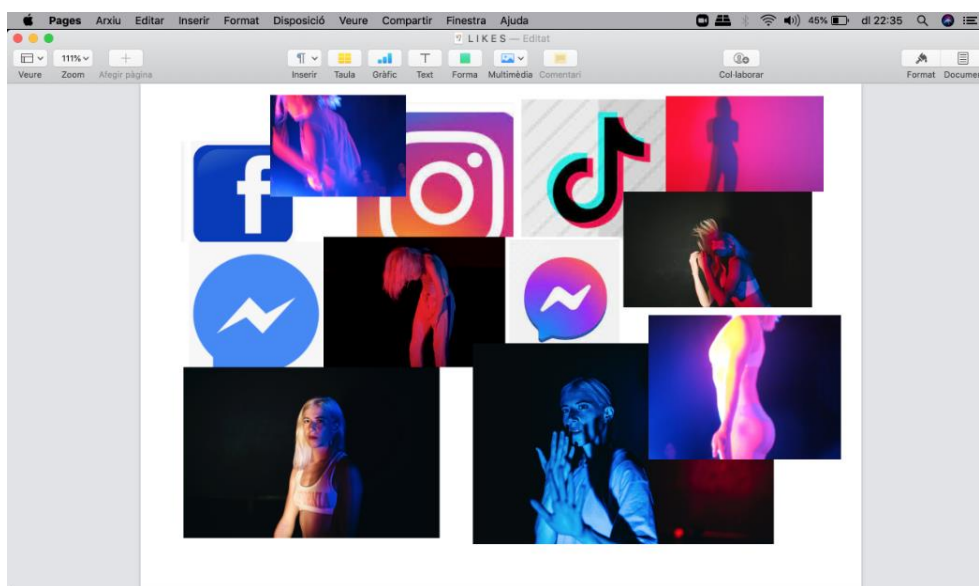 Pages Arxiu Editar Inserir Format Disposició Veure Compartir Finestra Ajuda 45% dl 22:35
LIKES — Editat
111%
Veure Zoom Afegir pàgina Inserir Taula Gràfic Text Forma Multimèdia Comentari Col·laborar Format Documen
f